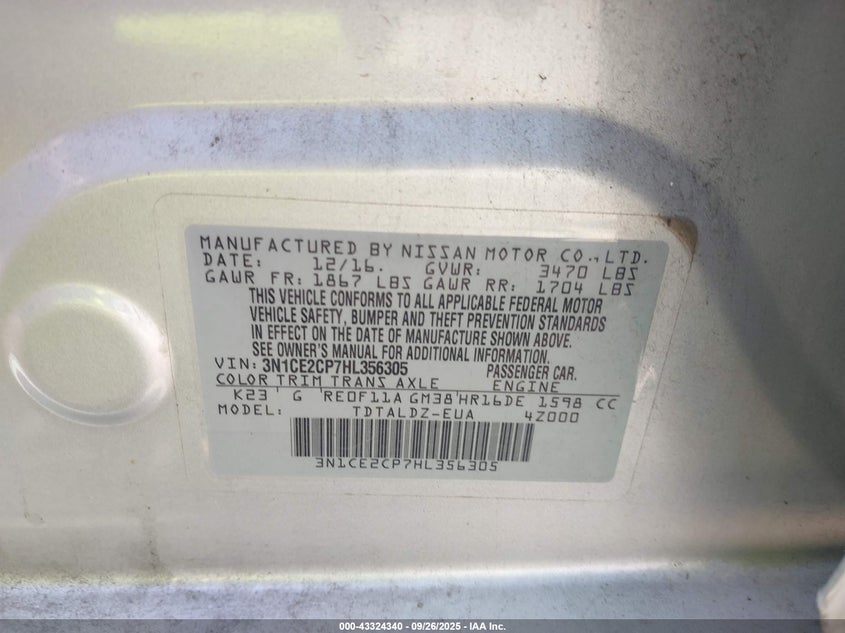 MANUFACTURED BY NISSAN MOTOR CO., LTD.
DATE: 12/16. GVWR: 3470 LBS
GAWR FR: 1867 LBS GAWR RR: 1704 LBS
THIS VEHICLE CONFORMS TO ALL APPLICABLE FEDERAL MOTOR
VEHICLE SAFETY, BUMPER AND THEFT PREVENTION STANDARDS
IN EFFECT ON THE DATE OF MANUFACTURE SHOWN ABOVE.
SEE OWNER'S MANUAL FOR ADDITIONAL INFORMATION.
VIN: 3N1CE2CP7HL356305 PASSENGER CAR.
COLOR TRIM TRANS AXLE ENGINE
K23 ' G 'RE0F11A GM38'HR16DE 1598 CC
MODEL: TDTALDZ-EUA 4Z000
3N1CE2CP7HL356305
000-43324340 - 09/26/2025 - IAA Inc.